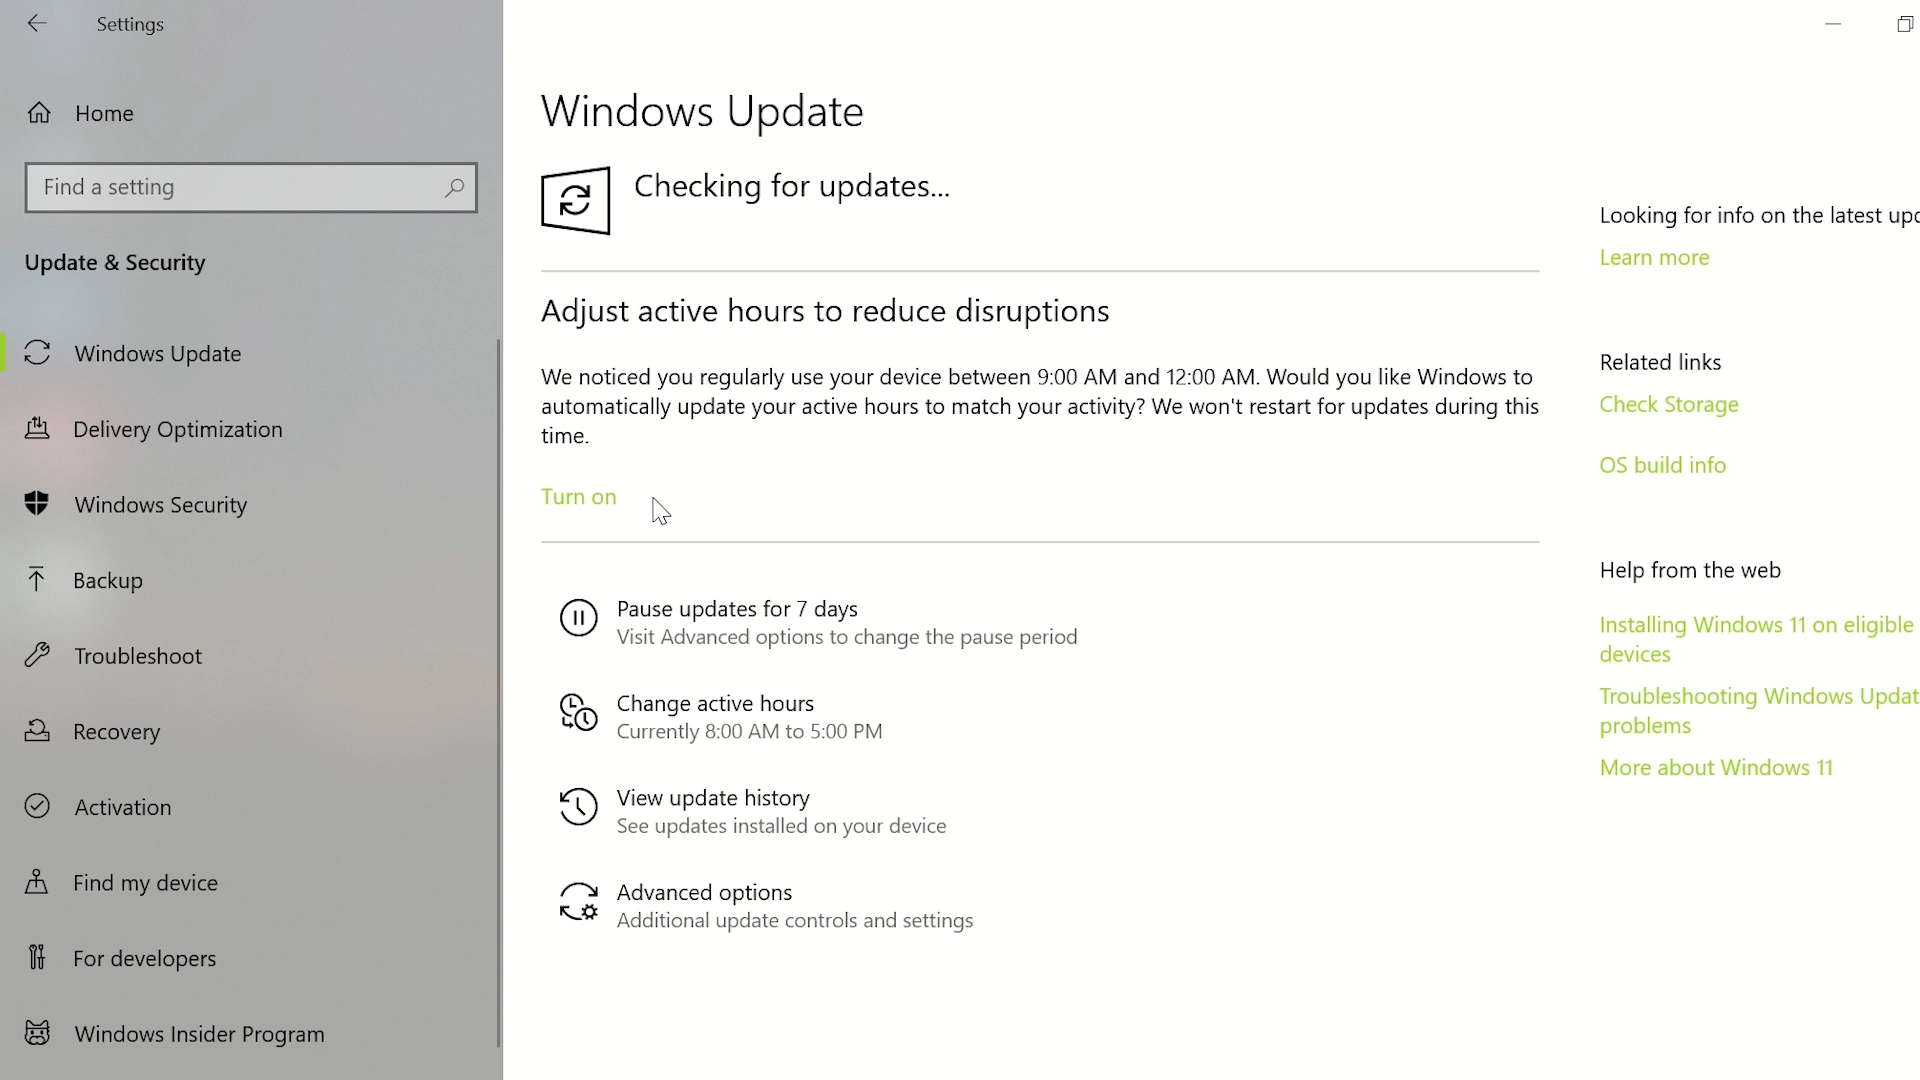 Settings
Home
Find a setting
Update & Security
Windows Update
Delivery Optimization
Windows Security
Backup
Troubleshoot
Recovery
Activation
Find my device
For developers
Windows Insider Program
Windows Update
Checking for updates...
Adjust active hours to reduce disruptions
We noticed you regularly use your device between 9:00 AM and 12:00 AM. Would you like Windows to
automatically update your active hours to match your activity? We won't restart for updates during this
time.
Turn on
Pause updates for 7 days
Visit Advanced options to change the pause period
Change active hours
Currently 8:00 AM to 5:00 PM
View update history
See updates installed on your device
Advanced options
Additional update controls and settings
Looking for info on the latest
Learn more
Related links
Check Storage
OS build info
Help from the web
Installing Windows 11 on eligible
devices
Troubleshooting Windows Updat
problems
More about Windows 11